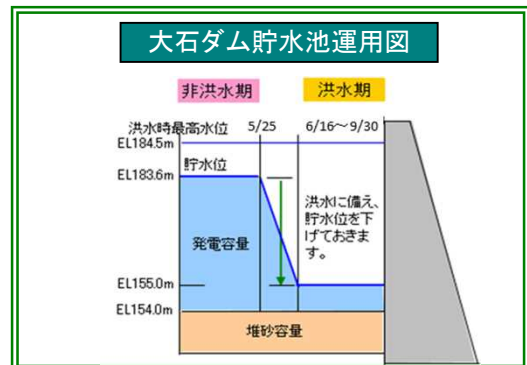 大石ダム貯水池運用図
非洪水期
洪水期
洪水時最高水位
5/25
6/16～9/30
EL184.5m
貯水位
EL183.6m
洪水に備え、
貯水位を下
げておきま
す。
発電容量
EL155.0m
EL154.0m
堆砂容量